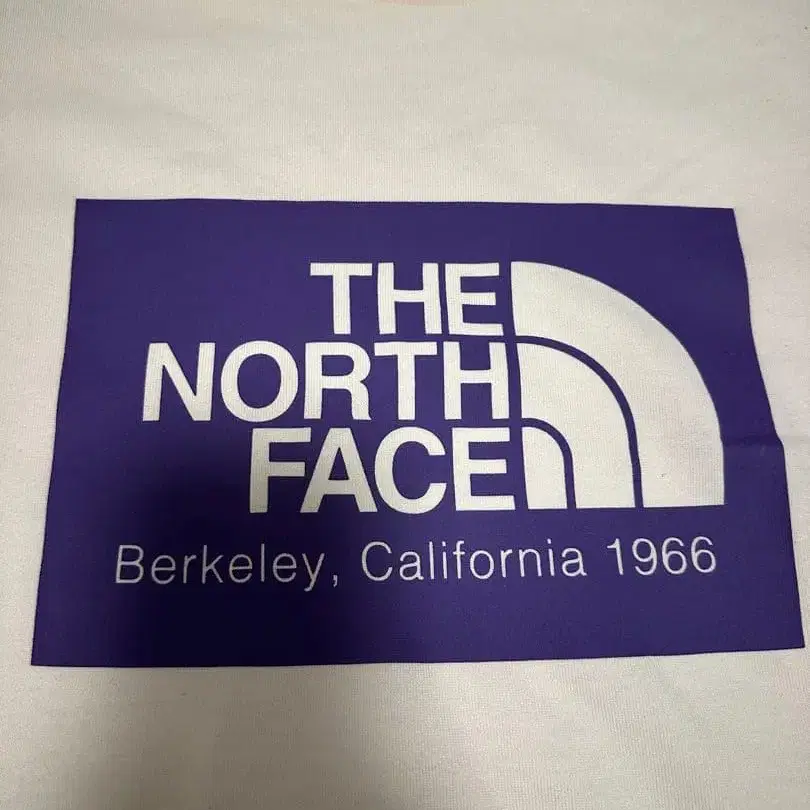 THE
NORTH
FACE
Berkeley, California 1966